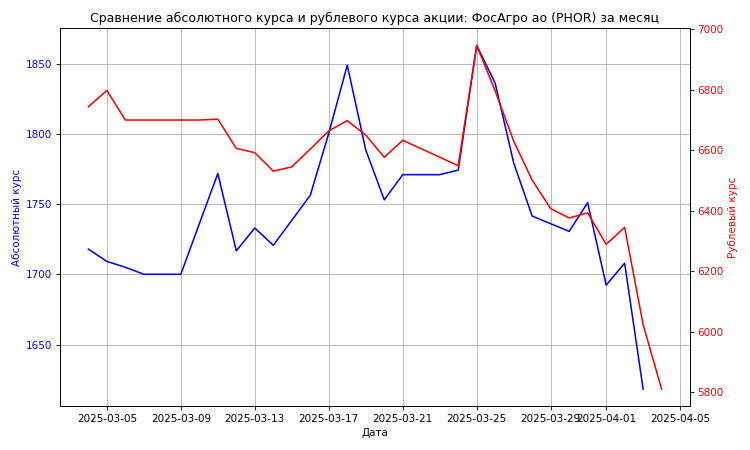 Сравнение абсолютного курса и рублевого курса акции: ФосАгро ао (PHOR) за месяц
Абсолютный курс
1850
1800
1750
1700
1650
7000
6800
6600
6400
6200
6000
5800
Рублевый курс
2025-03-05 2025-03-09 2025-03-13 2025-03-17 2025-03-21 2025-03-25 2025-03-29 2025-04-01 2025-04-05
Дата